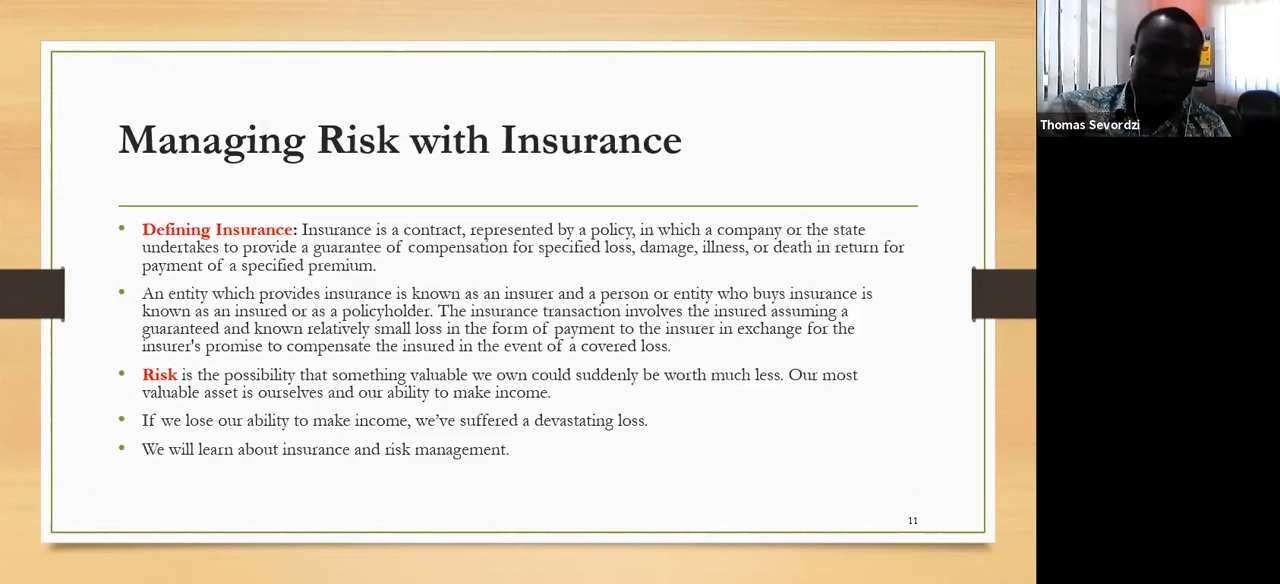 Managing Risk with Insurance
• Defining Insurance: Insurance is a contract, represented by a policy, in which a company or the state
undertakes to provide a guarantee of compensation for specified loss, damage, illness, or death in return for
payment of a specified premium.
• An entity which provides insurance is known as an insurer and a person or entity who buys insurance is
known as an insured or as a policyholder. The insurance transaction involves the insured assuming a
guaranteed and known relatively small loss in the form of payment to the insurer in exchange for the
insurer's promise to compensate the insured in the event of a covered loss.
• Risk is the possibility that something valuable we own could suddenly be worth much less. Our most
valuable asset is ourselves and our ability to make income.
• If we lose our ability to make income, we’ve suffered a devastating loss.
• We will learn about insurance and risk management.
11
Thomas Sevordzi